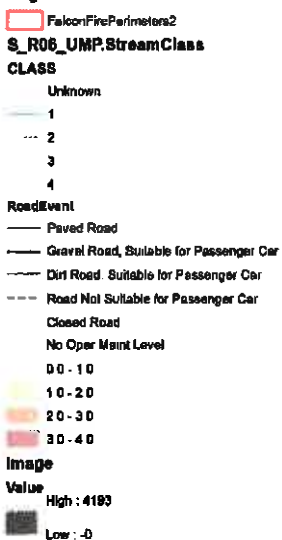 FalconFirePerimeters2
S_R06_UMP.StreamClass
CLASS
Unknown
1
2
3
4
RoadEvent
Paved Road
Gravel Road, Suitable for Passenger Car
Dirt Road. Suitable for Passenger Car
Road Not Suitable for Passenger Car
Closed Road
No Oper Maint Level
0 0 - 1 0
1 0 - 2 0
2 0 - 3 0
3 0 - 4 0
Image
Value
High : 4193
Low : -0